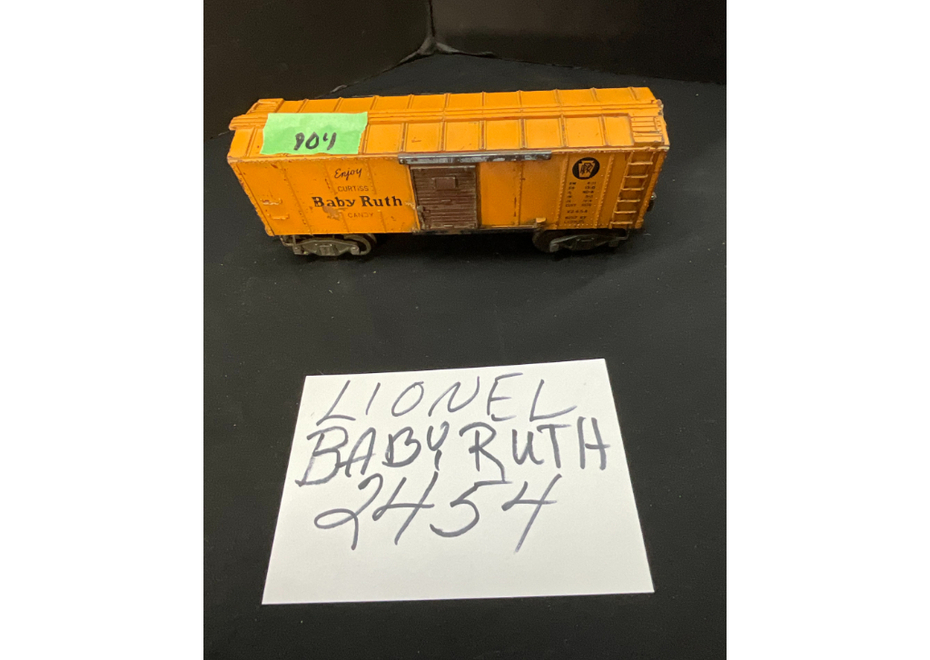 904
Enjoy
CURTISS
Baby Ruth
CANDY
LIONEL
BABY RUTH
2454